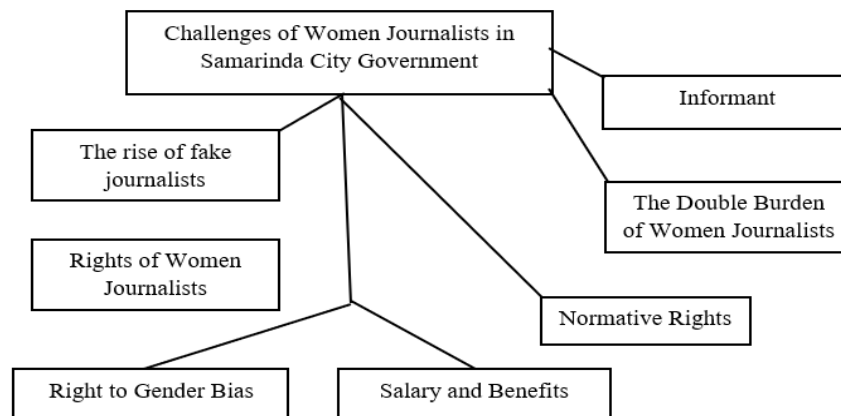 Challenges of Women Journalists in
Samarinda City Government
Informant
The rise of fake
journalists
The Double Burden
of Women Journalists
Rights of Women
Journalists
Normative Rights
Right to Gender Bias
Salary and Benefits